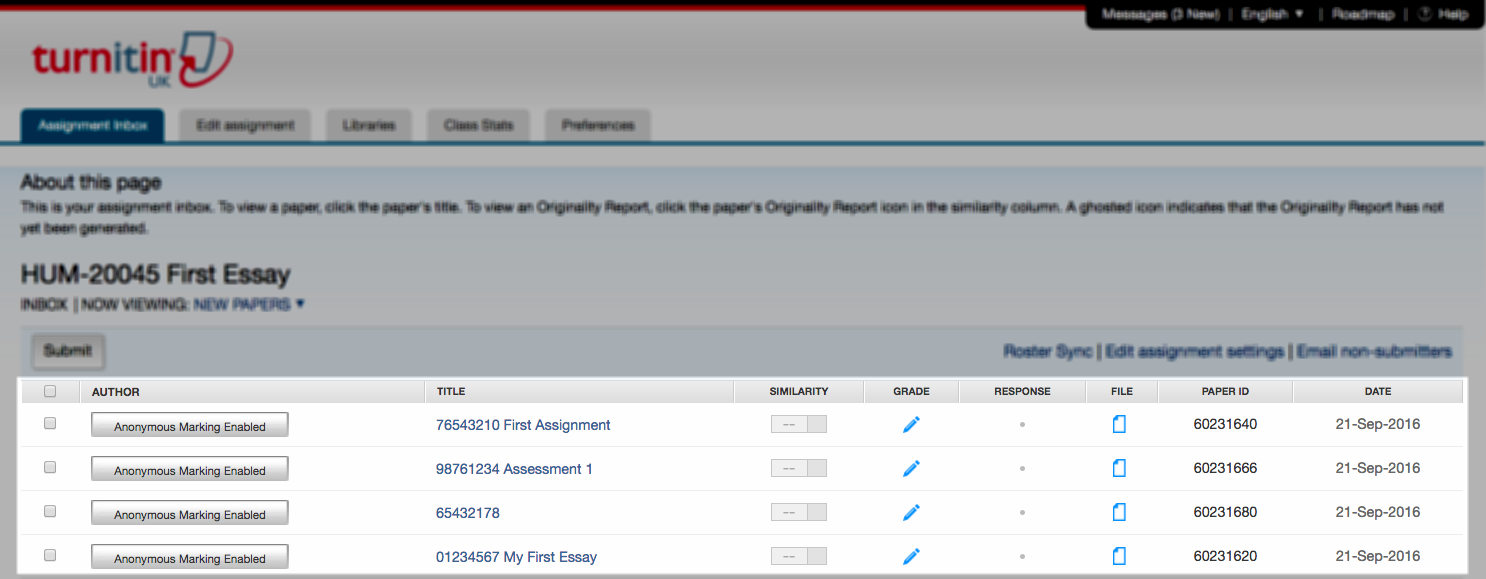 Messages (3 New) | English ▼ | Roadmap | ? Help
turnitin
UK
Assignment Inbox Edit assignment Libraries Class Stats Preferences
About this page
This is your assignment inbox. To view a paper, click the paper's title. To view an Originality Report, click the paper's Originality Report icon in the similarity column. A ghosted icon indicates that the Originality Report has not
yet been generated.
HUM-20045 First Essay
INBOX | NOW VIEWING: NEW PAPERS ▼
Submit Roster Sync | Edit assignment settings | Email non-submitters
AUTHOR TITLE SIMILARITY GRADE RESPONSE FILE PAPER ID DATE
Anonymous Marking Enabled 76543210 First Assignment -- 60231640 21-Sep-2016
Anonymous Marking Enabled 98761234 Assessment 1 -- 60231666 21-Sep-2016
Anonymous Marking Enabled 65432178 -- 60231680 21-Sep-2016
Anonymous Marking Enabled 01234567 My First Essay -- 60231620 21-Sep-2016